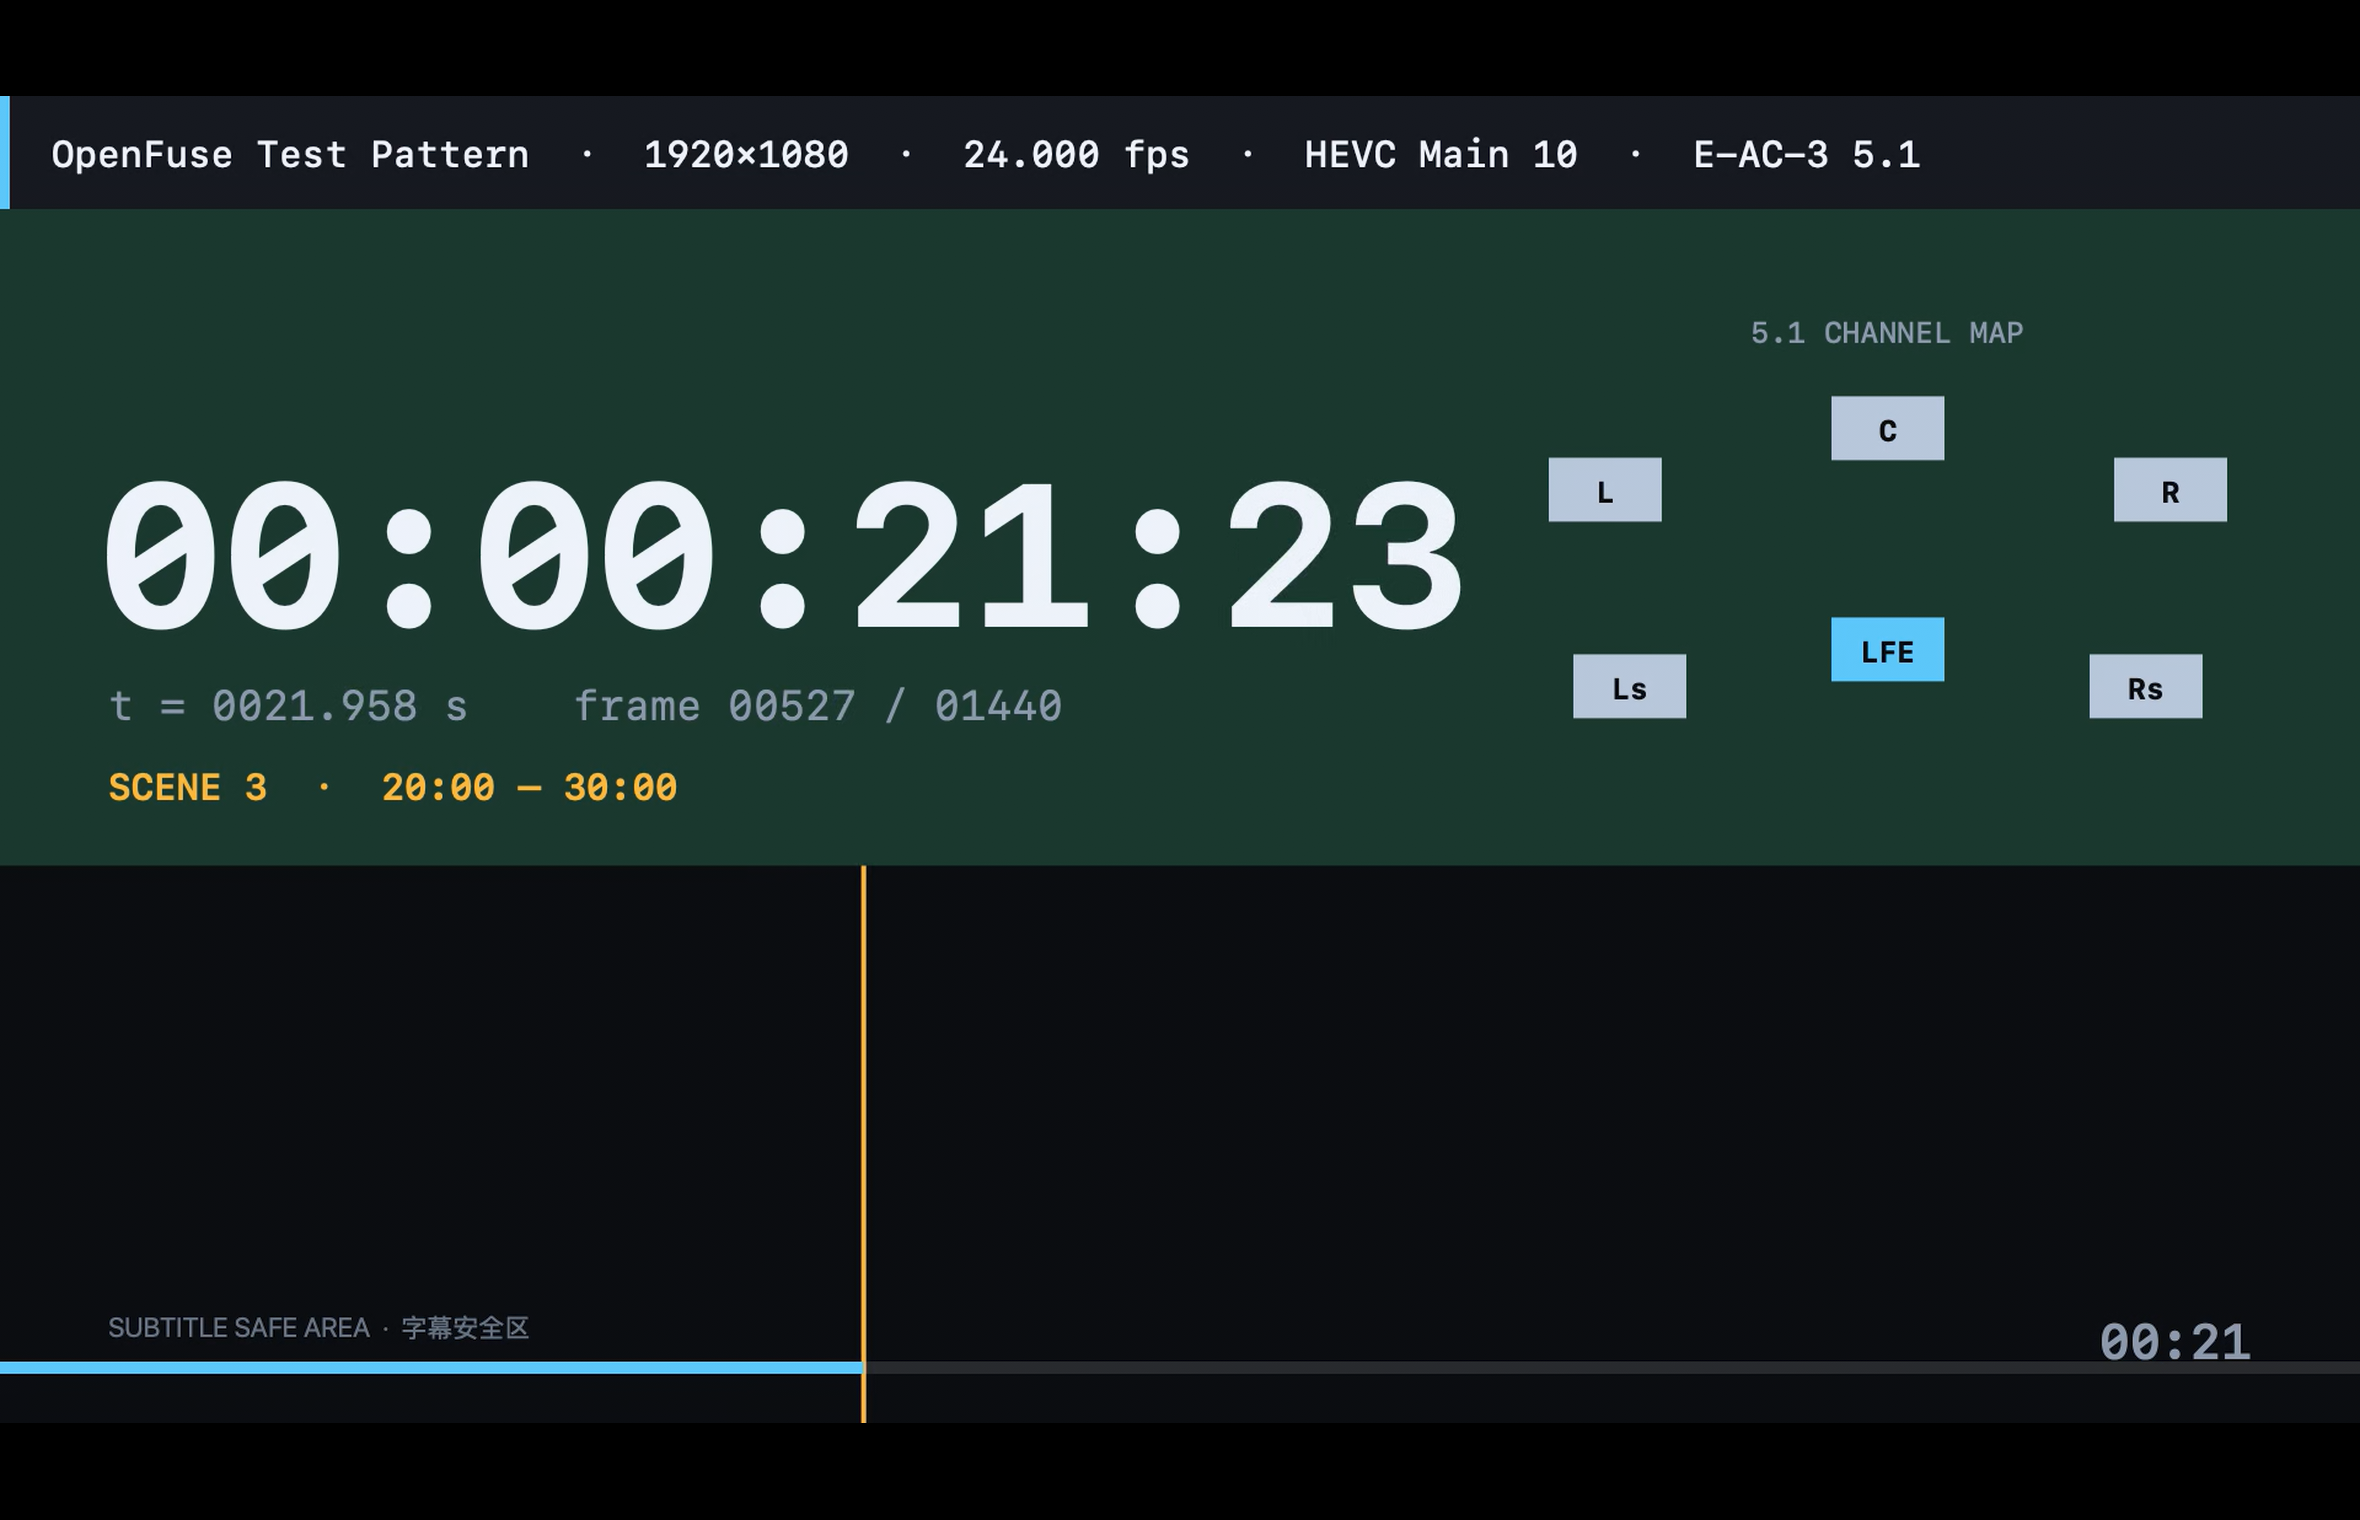 OpenFuse Test Pattern · 1920×1080 · 24.000 fps · HEVC Main 10 · E–AC–3 5.1
5.1 CHANNEL MAP
C
L
R
00:00:21:23
LFE
Ls
Rs
t = 0021.958 s frame 00527 / 01440
SCENE 3 · 20:00 — 30:00
SUBTITLE SAFE AREA · 字幕安全区
00:21